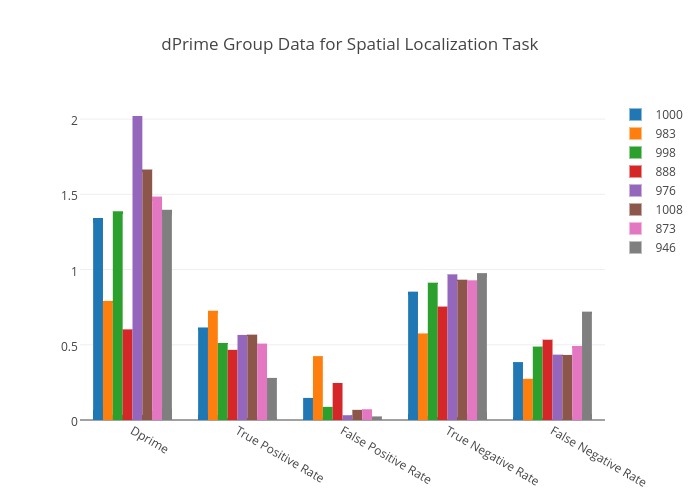 dPrime Group Data for Spatial Localization Task
2
1.5
1
0.5
0
Dprime
True Positive Rate
False Positive Rate
True Negative Rate
False Negative Rate
1000
983
998
888
976
1008
873
946